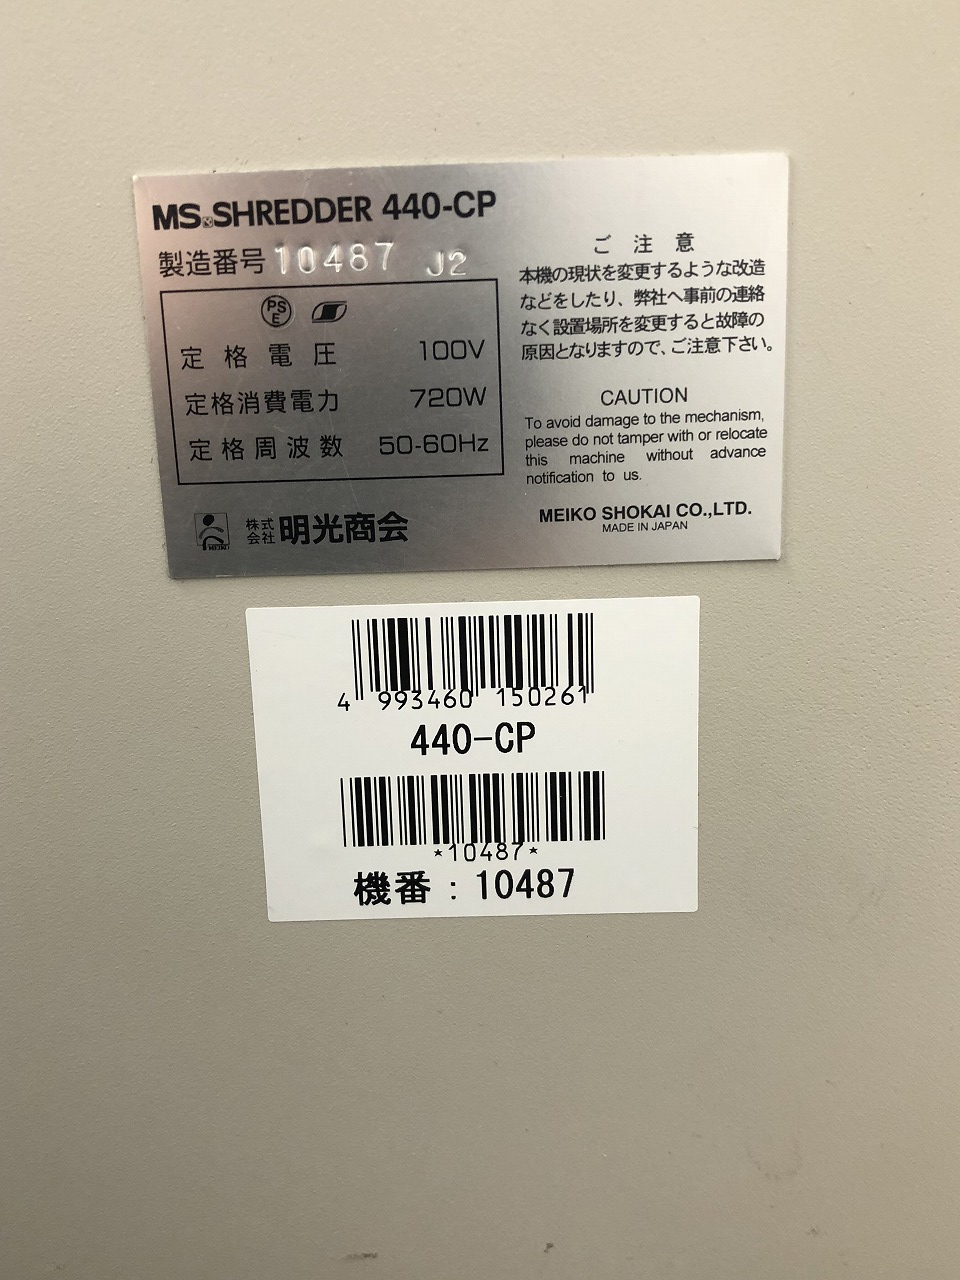 MS SHREDDER 440-CP
製造番号 10487 J2
PS
E
定格電圧 100V
定格消費電力 720W
定格周波数 50-60Hz
MEIKO
株式
会社 明光商会
ご注意
本機の現状を変更するような改造
などをしたり、弊社へ事前の連絡
なく設置場所を変更すると故障の
原因となりますので、ご注意下さい。
CAUTION
To avoid damage to the mechanism,
please do not tamper with or relocate
this machine without advance
notification to us.
MEIKO SHOKAI CO.,LTD.
MADE IN JAPAN
4 993460 150261
440-CP
*10487*
機番：10487